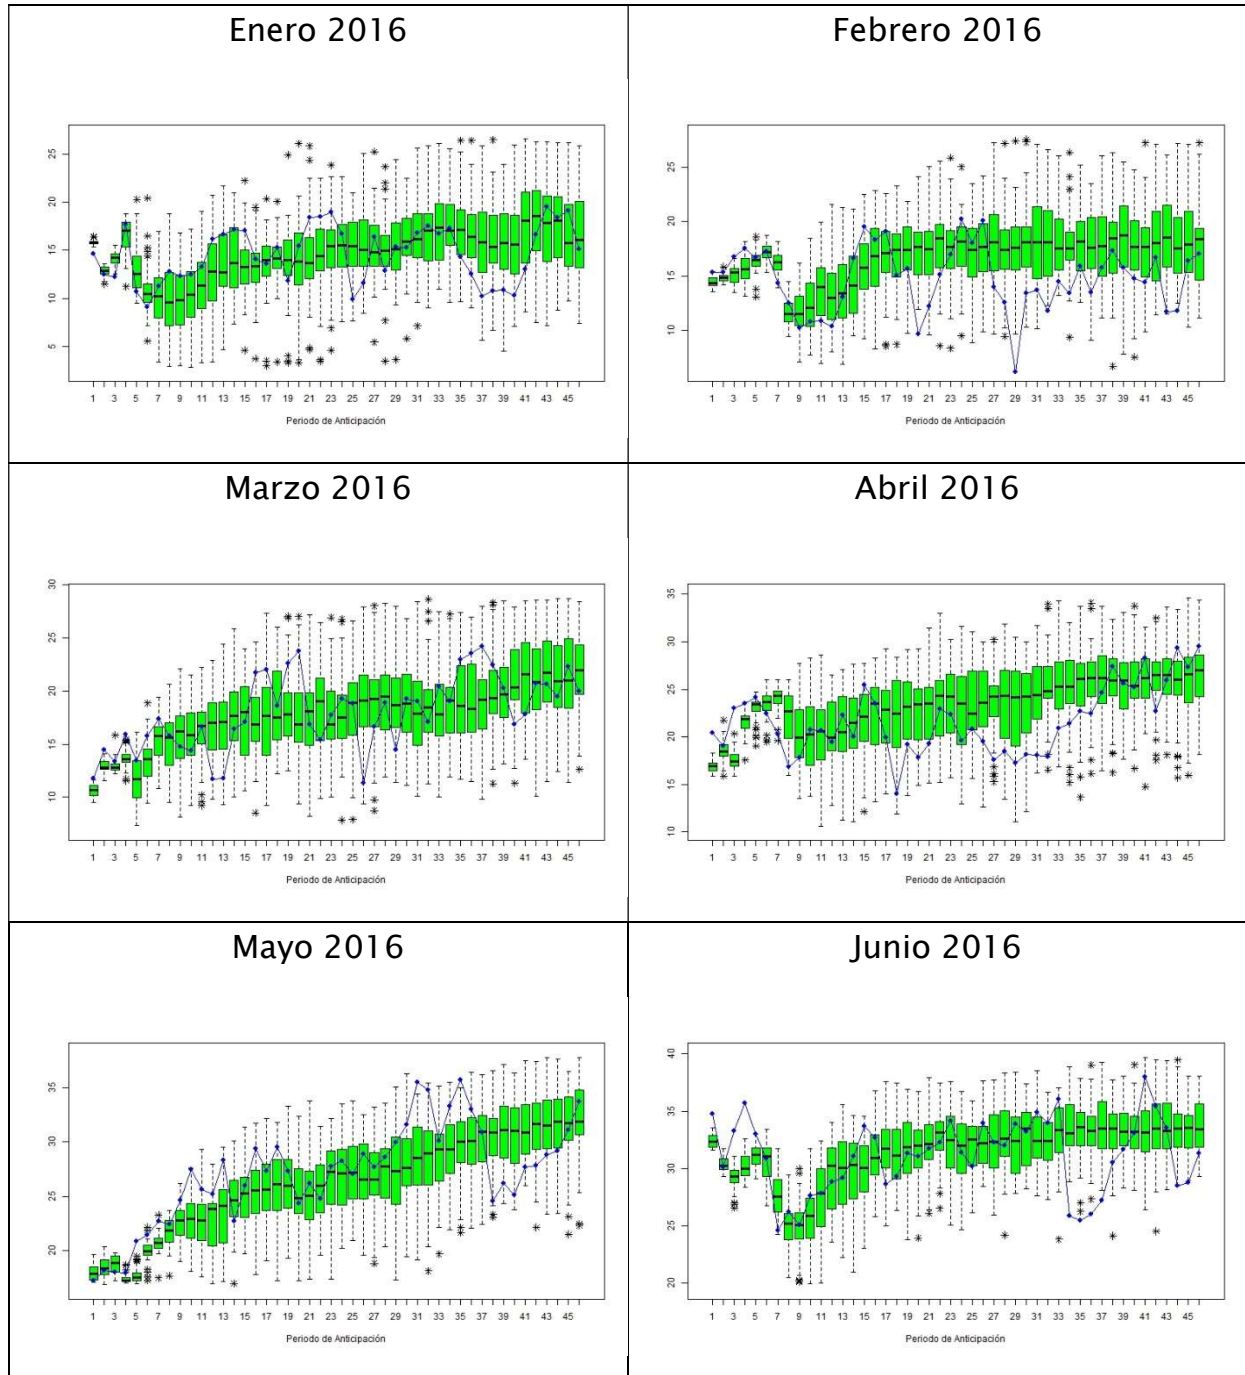 Enero 2016
25
20
15
10
5
1 3 5 7 9 11 13 15 17 19 21 23 25 27 29 31 33 35 37 39 41 43 45
Periodo de Anticipación
Febrero 2016
25
20
15
10
1 3 5 7 9 11 13 15 17 19 21 23 25 27 29 31 33 35 37 39 41 43 45
Periodo de Anticipación
Marzo 2016
30
25
20
15
10
1 3 5 7 9 11 13 15 17 19 21 23 25 27 29 31 33 35 37 39 41 43 45
Periodo de Anticipación
Abril 2016
35
30
25
20
15
10
1 3 5 7 9 11 13 15 17 19 21 23 25 27 29 31 33 35 37 39 41 43 45
Periodo de Anticipación
Mayo 2016
35
30
25
20
1 3 5 7 9 11 13 15 17 19 21 23 25 27 29 31 33 35 37 39 41 43 45
Periodo de Anticipación
Junio 2016
40
35
30
25
20
1 3 5 7 9 11 13 15 17 19 21 23 25 27 29 31 33 35 37 39 41 43 45
Periodo de Anticipación